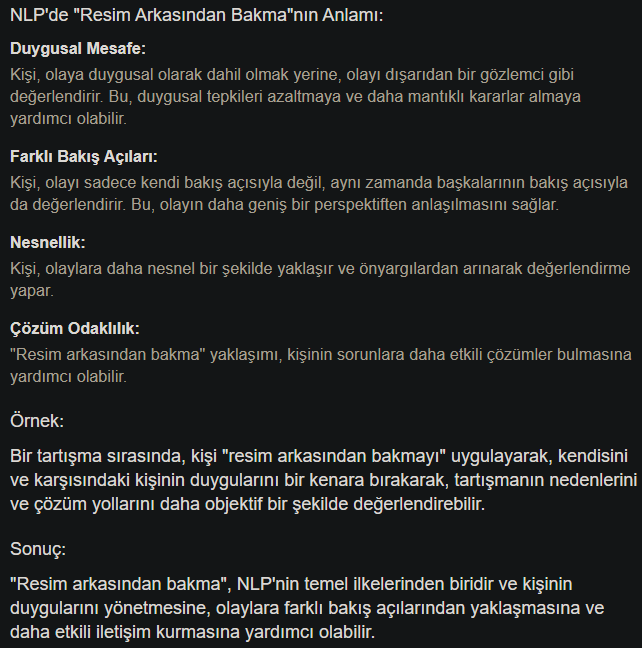 NLP'de "Resim Arkasından Bakma"nın Anlamı:
Duygusal Mesafe:
Kişi, olaya duygusal olarak dahil olmak yerine, olayı dışarıdan bir gözlemci gibi
değerlendirir. Bu, duygusal tepkileri azaltmaya ve daha mantıklı kararlar almaya
yardımcı olabilir.
Farklı Bakış Açıları:
Kişi, olayı sadece kendi bakış açısıyla değil, aynı zamanda başkalarının bakış açısıyla
da değerlendirir. Bu, olayın daha geniş bir perspektiften anlaşılmasını sağlar.
Nesnellik:
Kişi, olaylara daha nesnel bir şekilde yaklaşır ve önyargılardan arınarak değerlendirme
yapar.
Çözüm Odaklılık:
"Resim arkasından bakma" yaklaşımı, kişinin sorunlara daha etkili çözümler bulmasına
yardımcı olabilir.
Örnek:
Bir tartışma sırasında, kişi "resim arkasından bakmayı" uygulayarak, kendisini
ve karşısındaki kişinin duygularını bir kenara bırakarak, tartışmanın nedenlerini
ve çözüm yollarını daha objektif bir şekilde değerlendirebilir.
Sonuç:
"Resim arkasından bakma", NLP'nin temel ilkelerinden biridir ve kişinin
duygularını yönetmesine, olaylara farklı bakış açılarından yaklaşmasına ve
daha etkili iletişim kurmasına yardımcı olabilir.